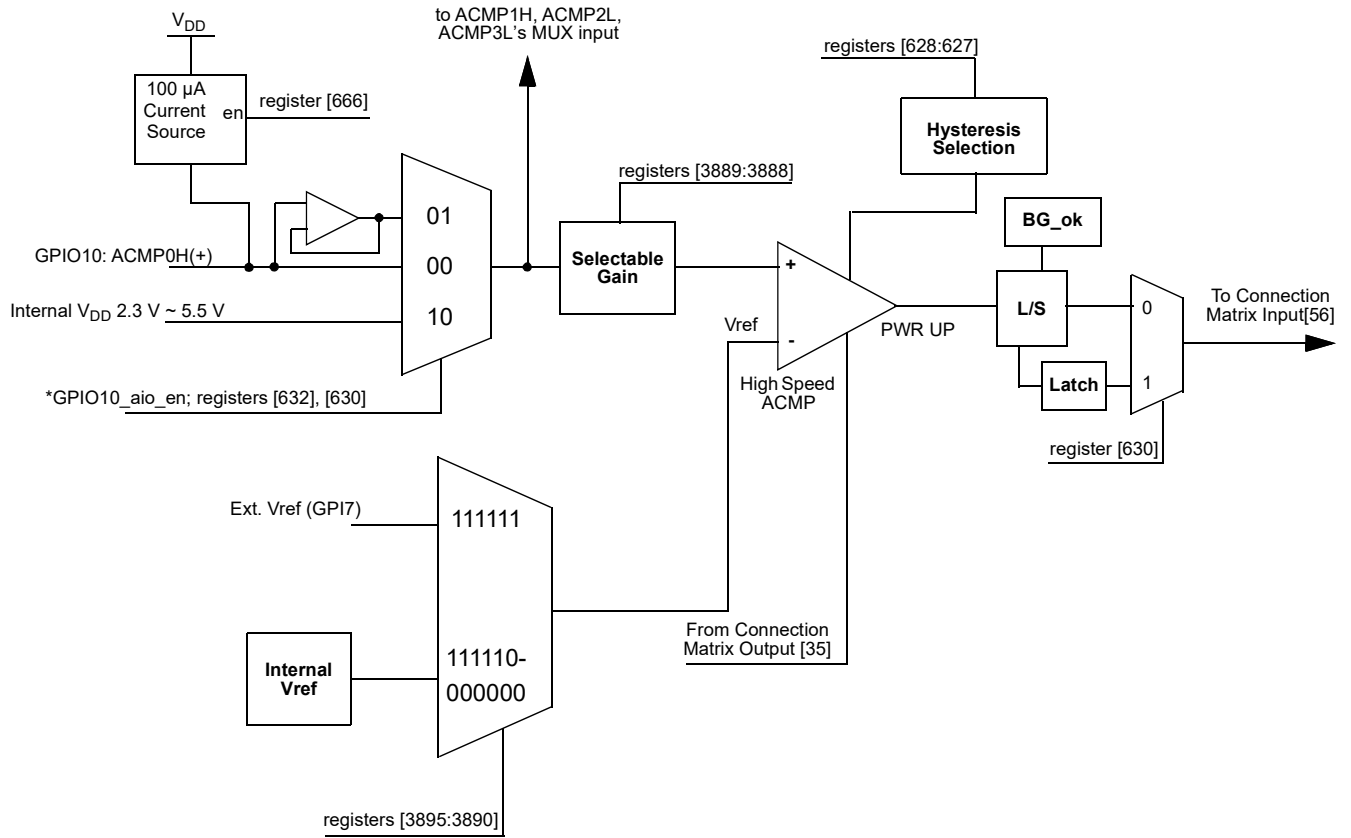 to ACMP1H, ACMP2L,
ACMP3L's MUX input
VDD
100 µA
Current
Source
en
register [666]
registers [628:627]
Hysteresis
Selection
registers [3889:3888]
01
00
10
GPIO10: ACMP0H(+)
Internal VDD 2.3 V ~ 5.5 V
*GPIO10_aio_en; registers [632], [630]
Selectable
Gain
+
-
Vref
High Speed
ACMP
PWR UP
BG_ok
L/S
Latch
0
1
To Connection
Matrix Input[56]
register [630]
Ext. Vref (GPI7)
111111
Internal
Vref
111110-
000000
From Connection
Matrix Output [35]
registers [3895:3890]